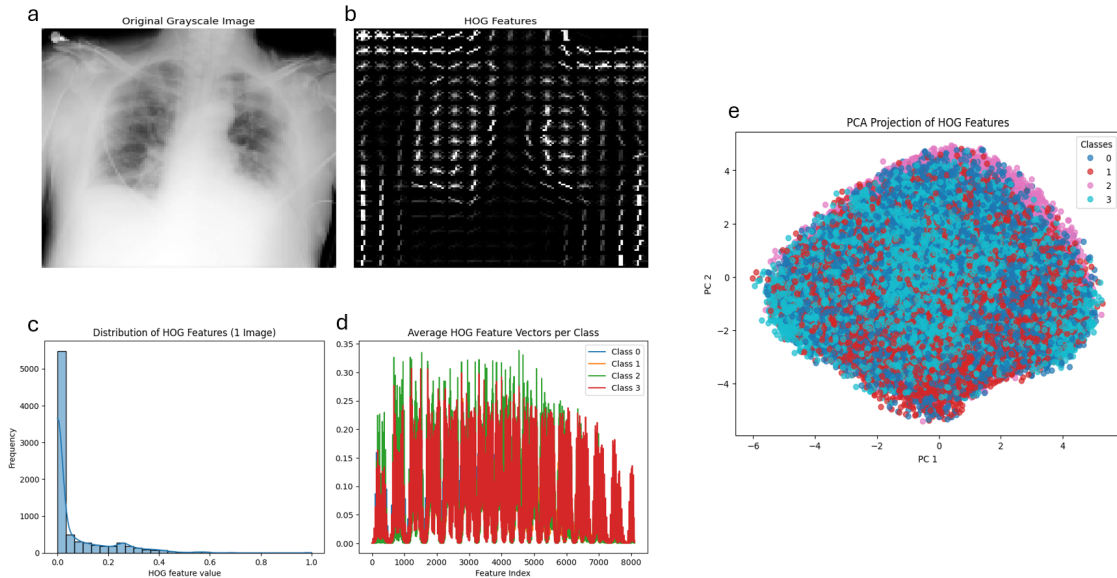 a
Original Grayscale Image
b
HOG Features
c
Distribution of HOG Features (1 Image)
Frequency
5000
4000
3000
2000
1000
0
0.0 0.2 0.4 0.6 0.8 1.0
HOG feature value
d
Average HOG Feature Vectors per Class
0.35
0.30
0.25
0.20
0.15
0.10
0.05
0.00
Class 0
Class 1
Class 2
Class 3
0 1000 2000 3000 4000 5000 6000 7000 8000
Feature Index
e
PCA Projection of HOG Features
Classes
0
1
2
3
PC 2
4
2
0
−2
−4
−6 −4 −2 0 2 4
PC 1